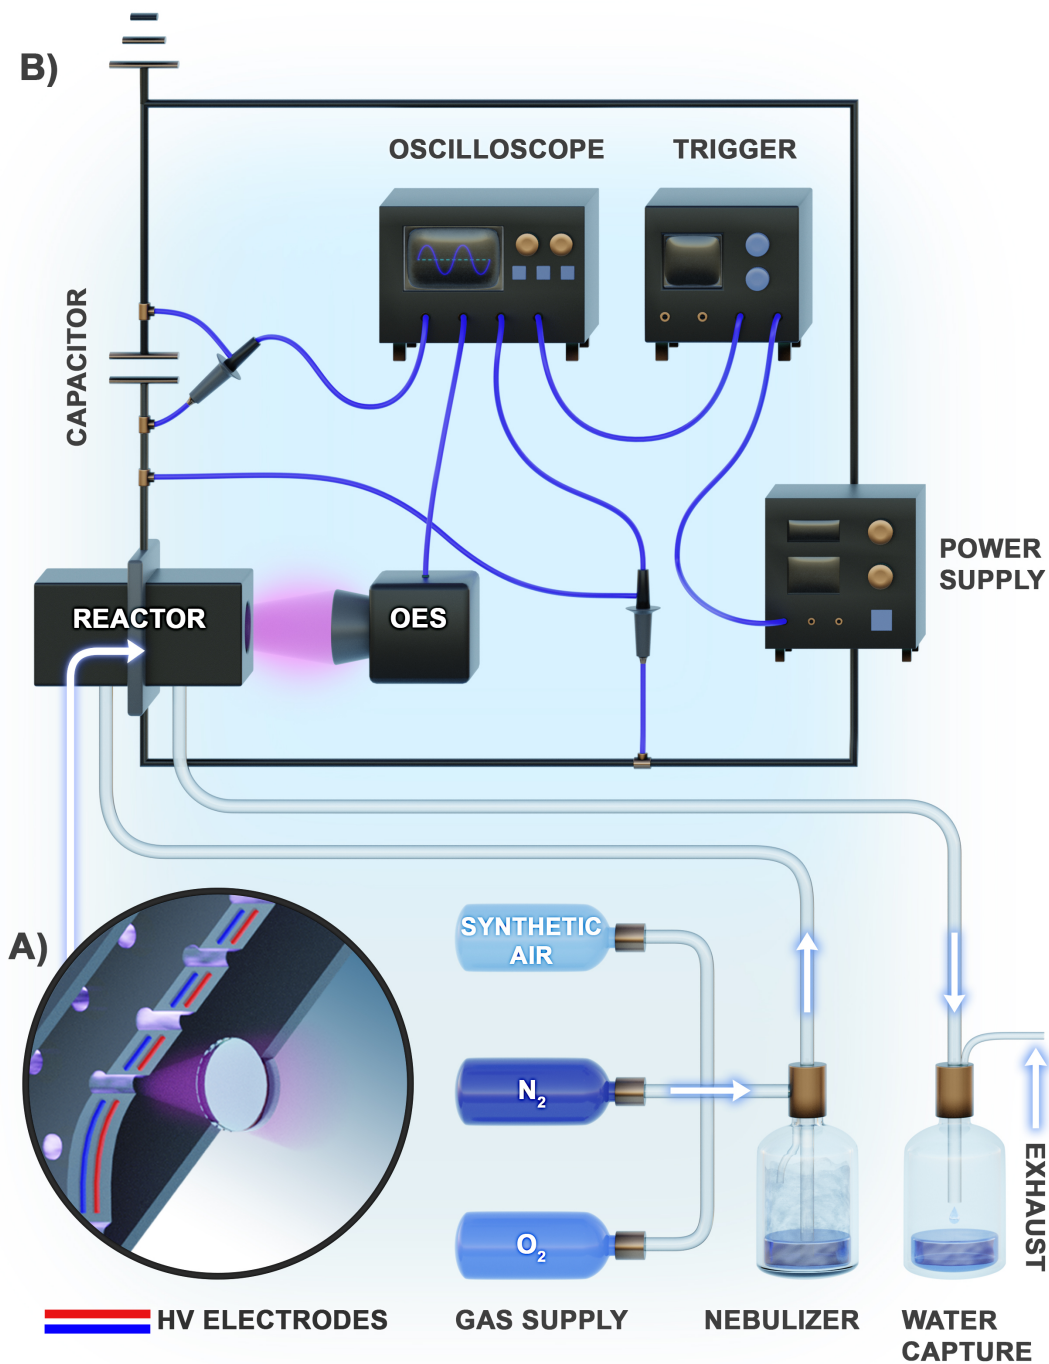 B)
OSCILLOSCOPE
TRIGGER
CAPACITOR
POWER
SUPPLY
REACTOR
OES
A)
SYNTHETIC
AIR
N2
O2
EXHAUST
HV ELECTRODES
GAS SUPPLY
NEBULIZER
WATER
CAPTURE